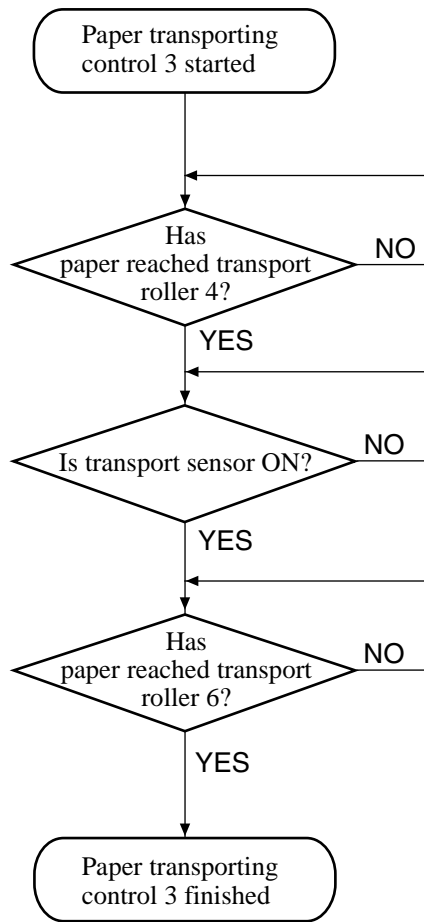 Paper transporting
control 3 started
Has
paper reached transport
roller 4?
NO
YES
Is transport sensor ON?
NO
YES
Has
paper reached transport
roller 6?
NO
YES
Paper transporting
control 3 finished